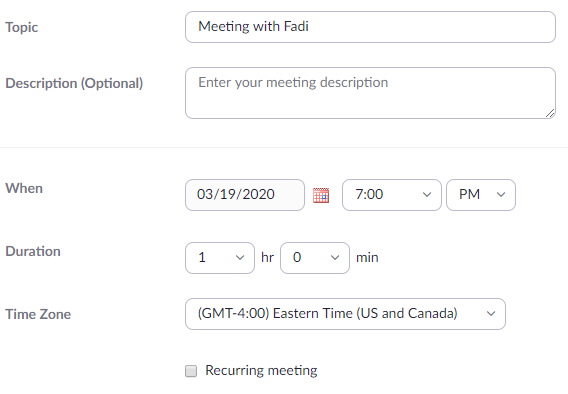 Topic Meeting with Fadi
Description (Optional) Enter your meeting description
When 03/19/2020 7:00 PM
Duration 1 hr 0 min
Time Zone (GMT-4:00) Eastern Time (US and Canada)
Recurring meeting